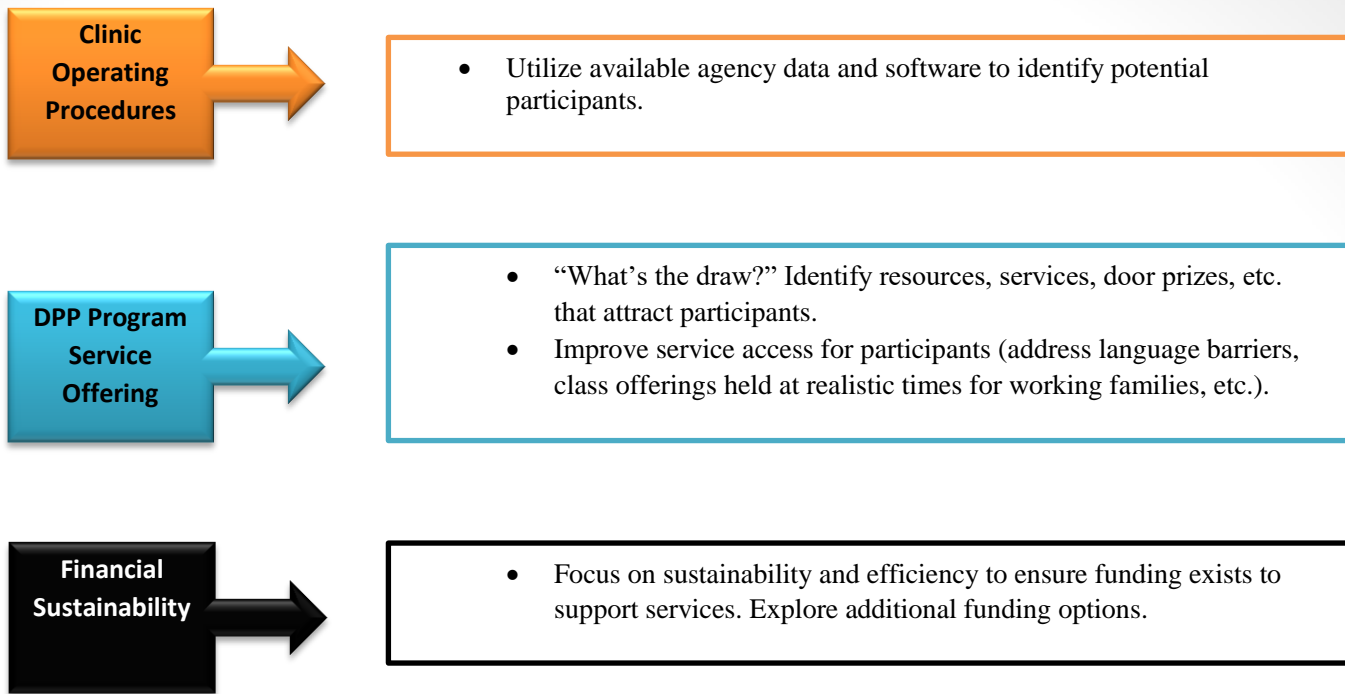 Clinic
Operating
Procedures
• Utilize available agency data and software to identify potential
participants.
DPP Program
Service
Offering
• “What’s the draw?” Identify resources, services, door prizes, etc.
that attract participants.
• Improve service access for participants (address language barriers,
class offerings held at realistic times for working families, etc.).
Financial
Sustainability
• Focus on sustainability and efficiency to ensure funding exists to
support services. Explore additional funding options.